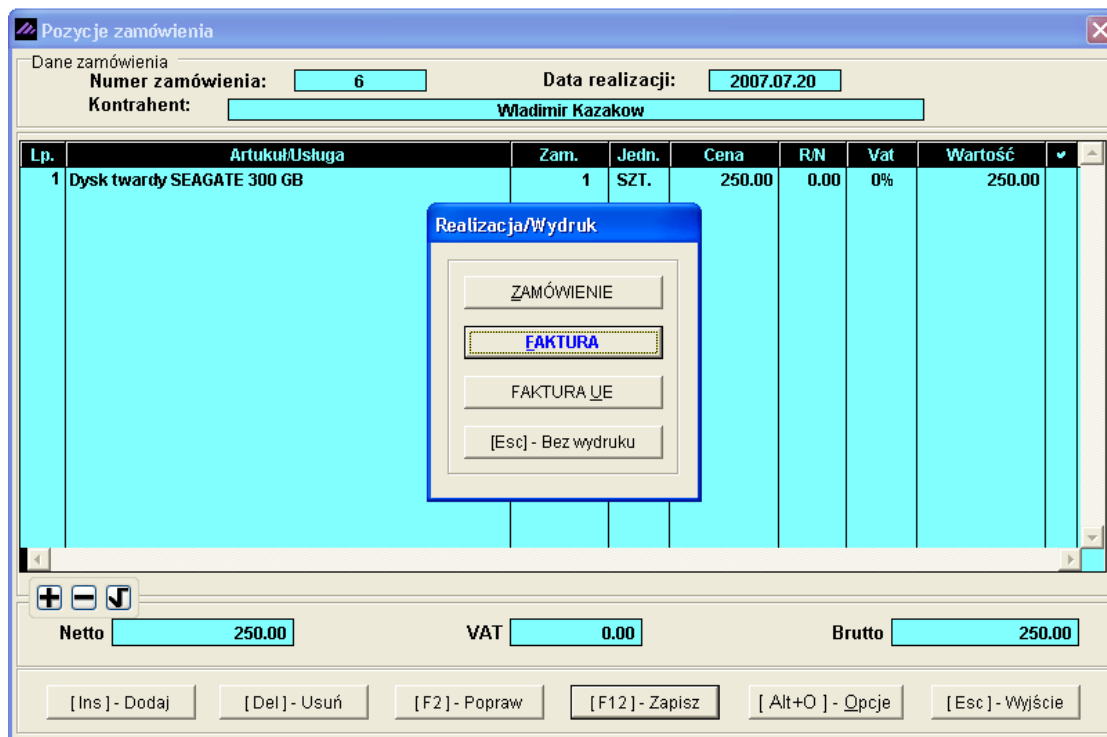 Pozycje zamówienia
Dane zamówienia
Numer zamówienia: 6 Data realizacji: 2007.07.20
Kontrahent: Wladimir Kazakow
Lp. Artukuł/Usługa Zam. Jedn. Cena R/N Vat Wartość
1 Dysk twardy SEAGATE 300 GB 1 SZT. 250.00 0.00 0% 250.00
Realizacja/Wydruk
ZAMÓWIENIE
FAKTURA
FAKTURA UE
[Esc] - Bez wydruku
Netto 250.00 VAT 0.00 Brutto 250.00
[ Ins ] - Dodaj [ Del ] - Usuń [ F2 ] - Popraw [ F12 ] - Zapisz [ Alt+O ] - Opcje [ Esc ] - Wyjście